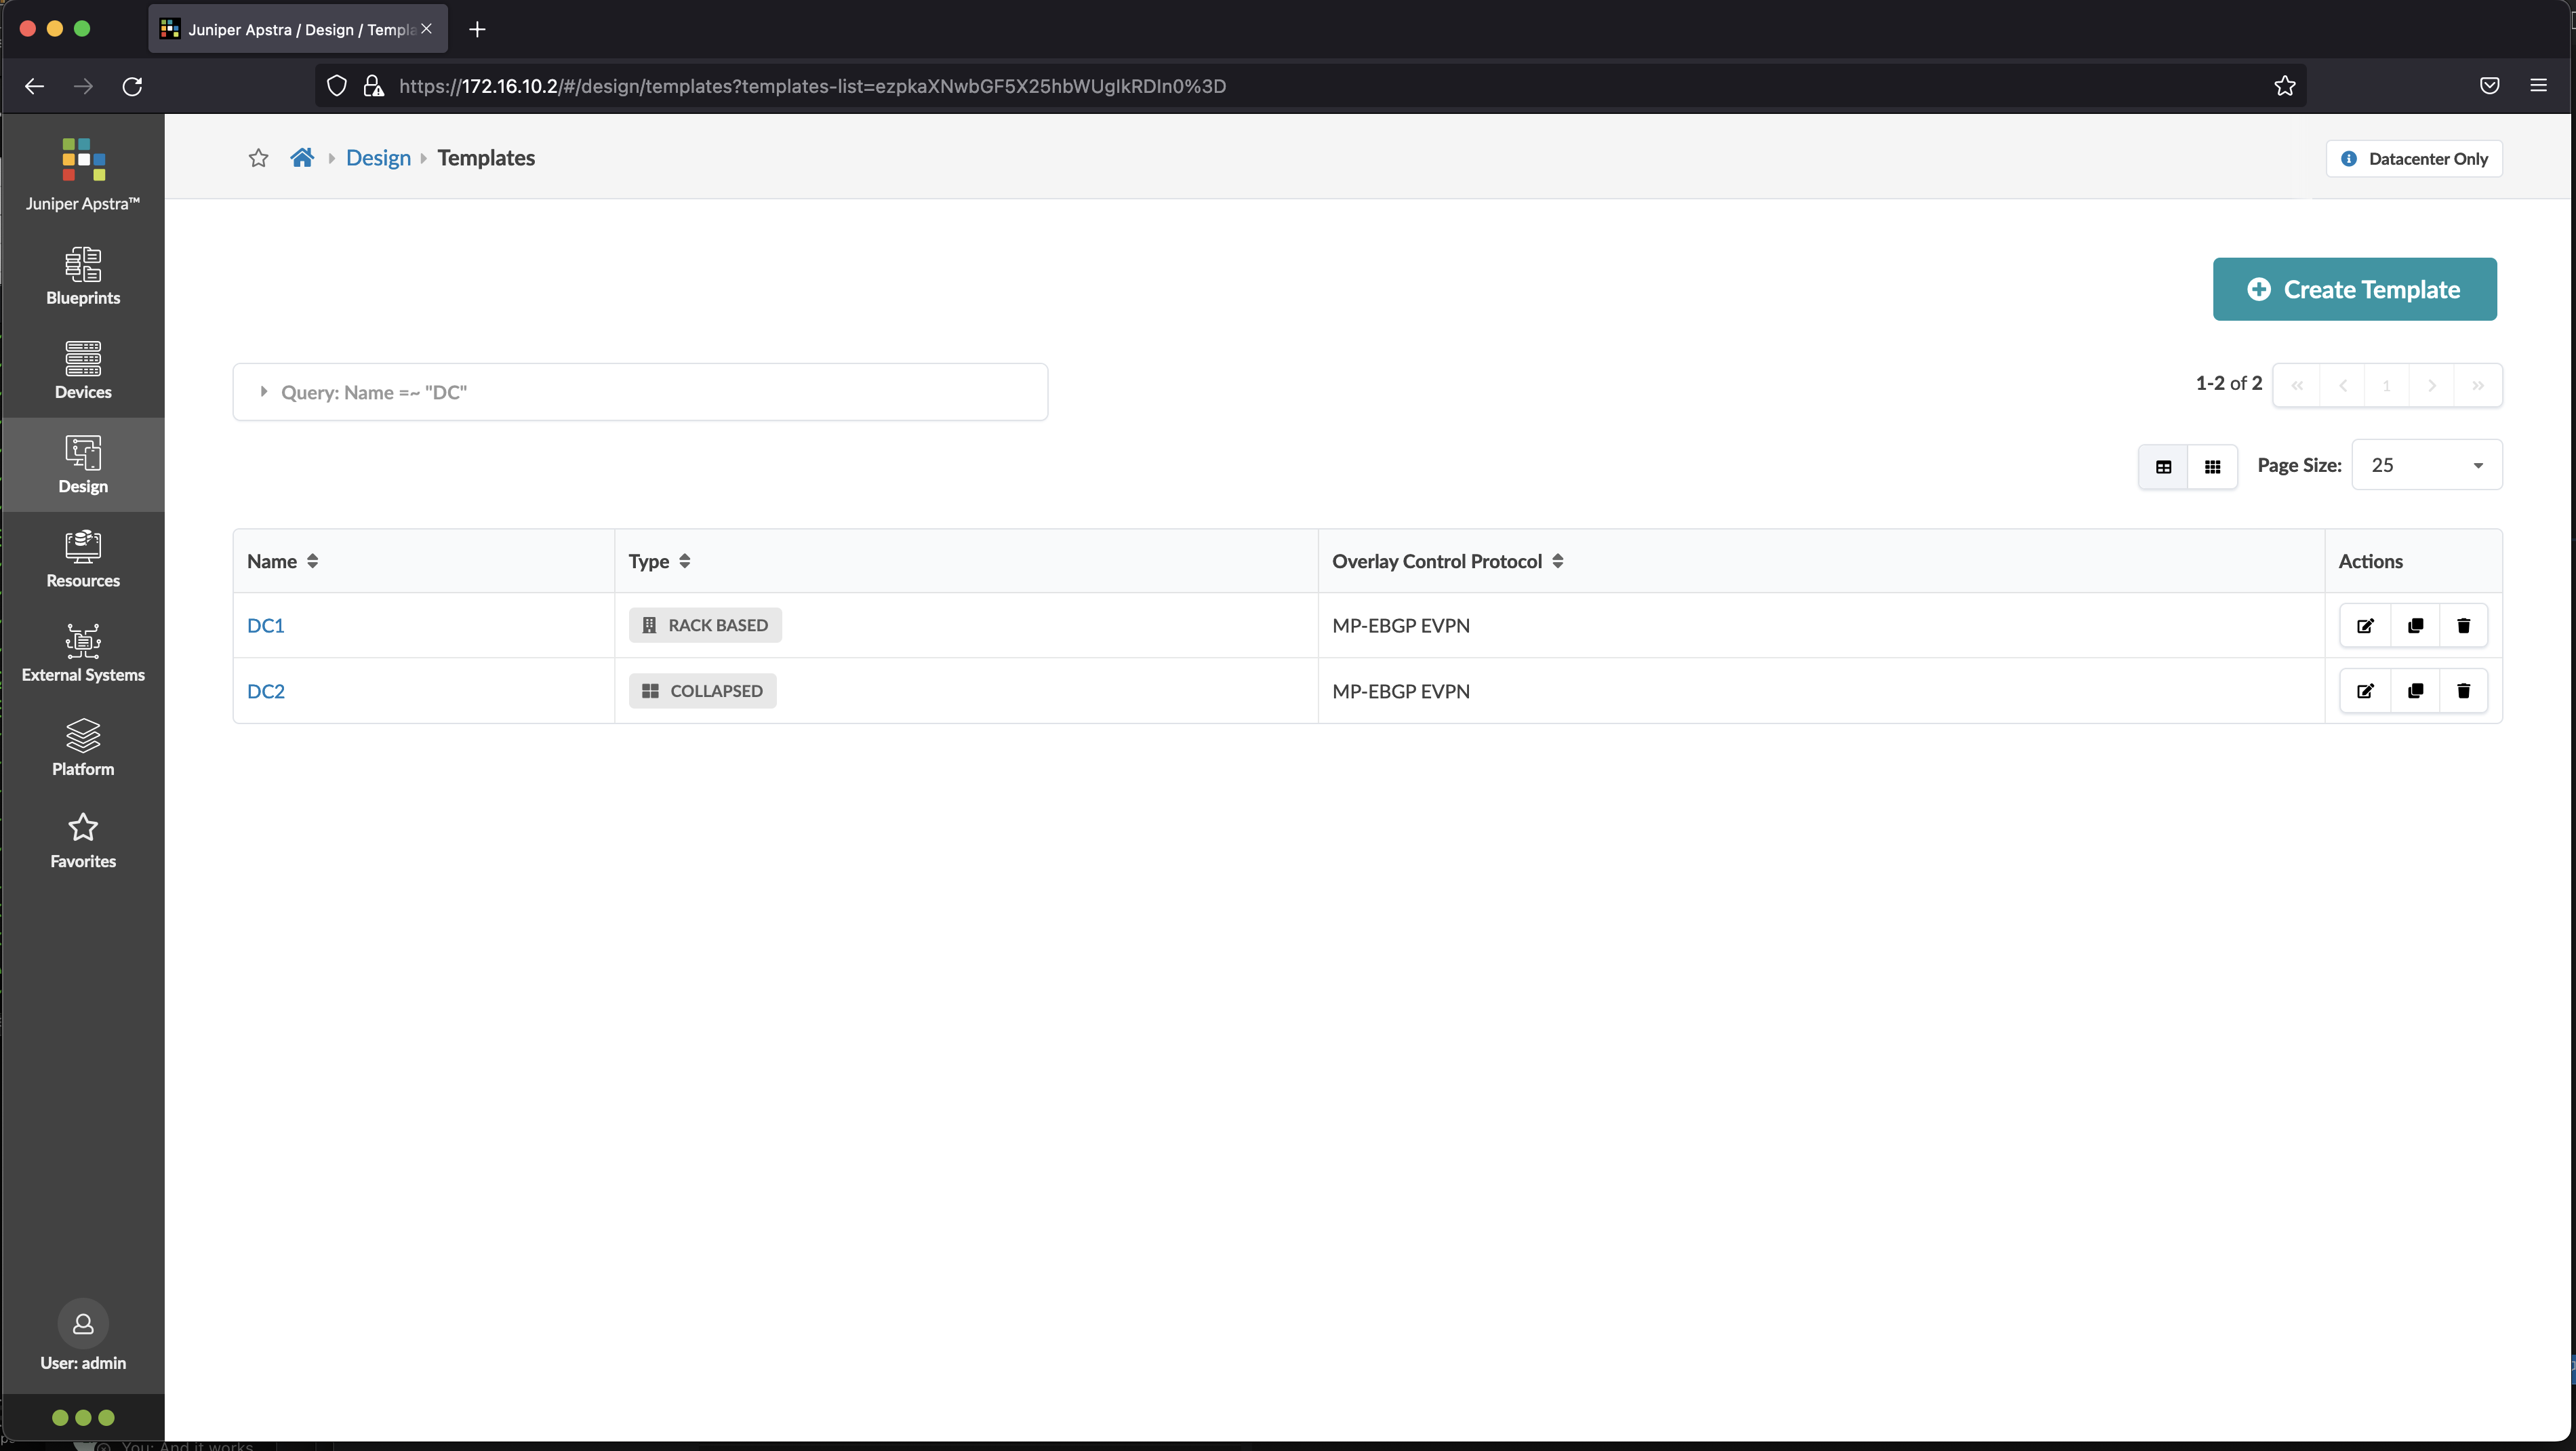 Juniper Apstra / Design / Templa
https://172.16.10.2/#/design/templates?templates-list=ezpkaXNwbGF5X25hbWUgIkRDIn0%3D
Juniper Apstra™
Design Templates
Datacenter Only
Blueprints
Create Template
Devices
Query: Name =~ "DC"
1-2 of 2
1
Design
Page Size: 25
Resources
Name Type Overlay Control Protocol Actions
DC1 RACK BASED MP-EBGP EVPN
External Systems
DC2 COLLAPSED MP-EBGP EVPN
Platform
Favorites
User: admin
You: And it works